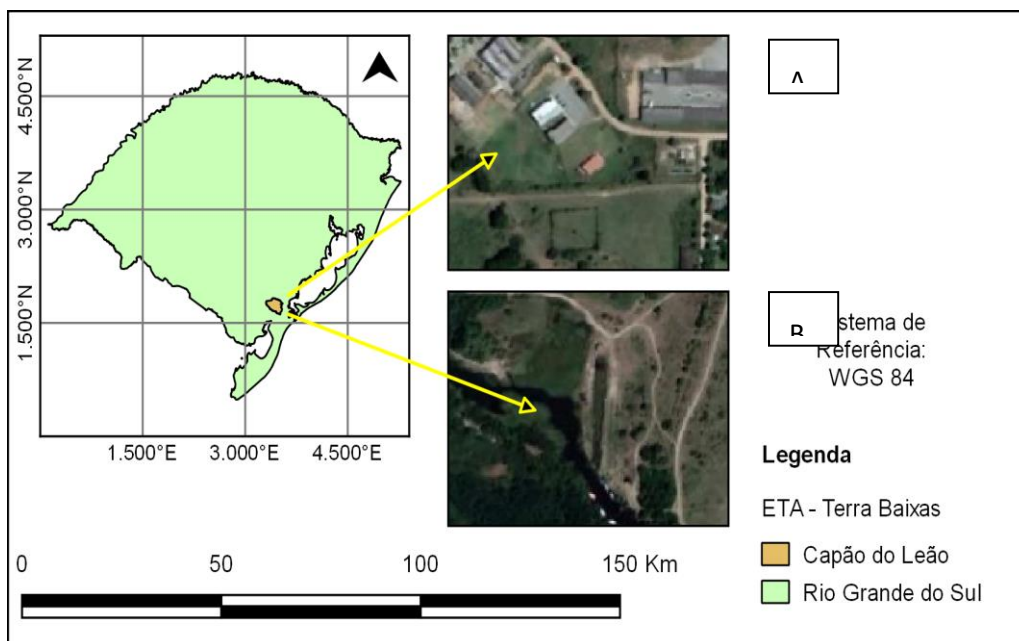 4.500°N
3.000°N
1.500°N
1.500°E
3.000°E
4.500°E
A
B
istema de
Referência:
WGS 84
Legenda
ETA - Terra Baixas
Capão do Leão
Rio Grande do Sul
0
50
100
150 Km